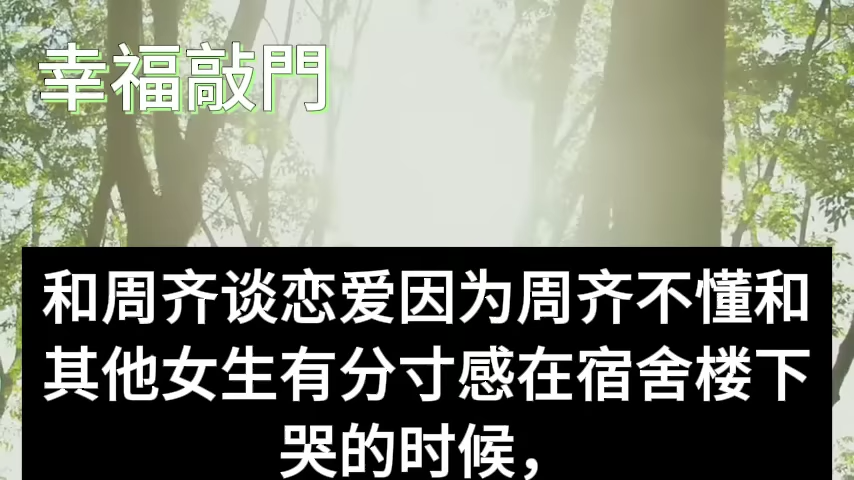 幸福敲門
和周齐谈恋爱因为周齐不懂和
其他女生有分寸感在宿舍楼下
哭的时候，